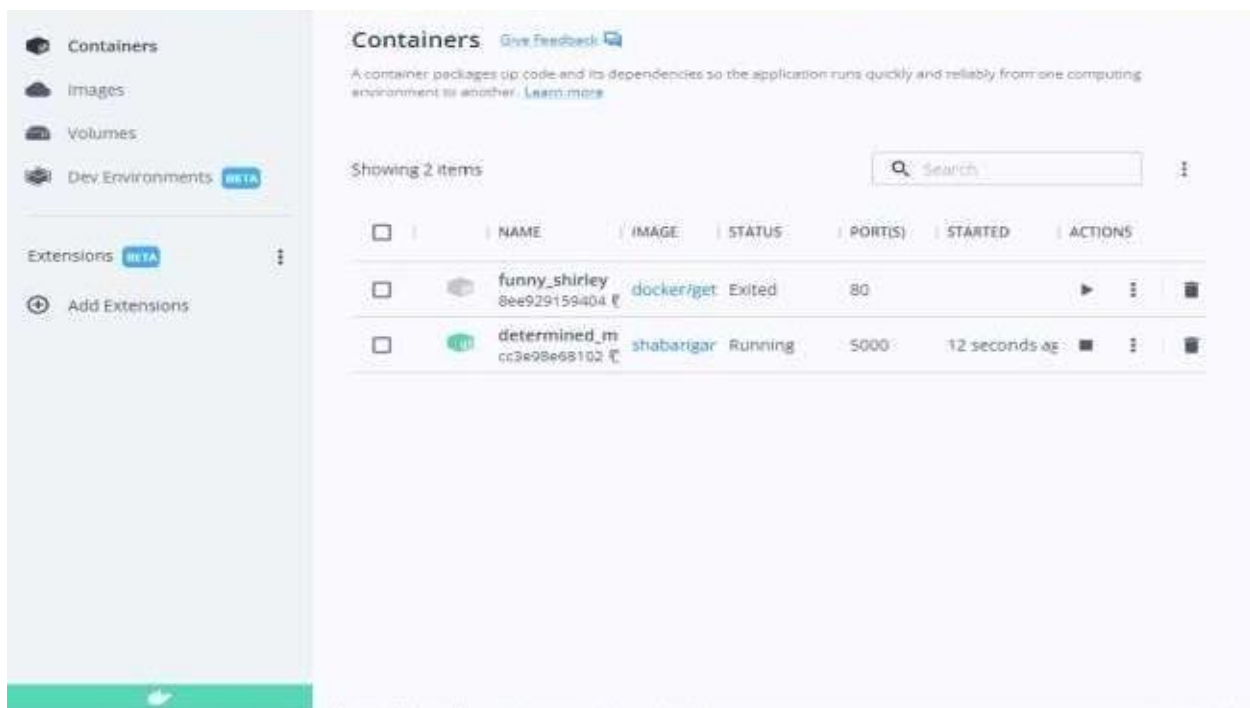 Containers
Images
Volumes
Dev Environments BETA
Extensions BETA
Add Extensions
Containers Give Feedback
A container packages up code and its dependencies so the application runs quickly and reliably from one computing
environment to another. Learn more
Showing 2 items
Search
NAME IMAGE STATUS PORT(S) STARTED ACTIONS
funny_shirley docker/get Exited 80
8ee929159404
determined_m shabarigar Running 5000 12 seconds ag
cc3e98e68102